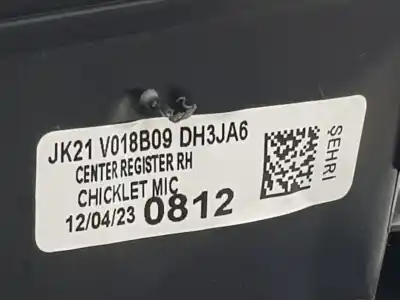 JK21 V018B09 DH3JA6
CENTER REGISTER RH
CHICKLET MIC
12/04/23 0812
ŞEHRİ